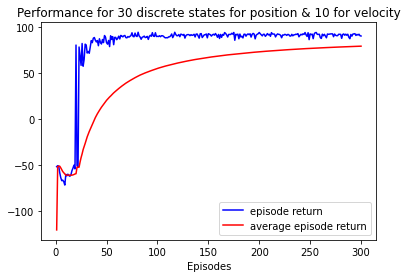 Performance for 30 discrete states for position & 10 for velocity
100
50
0
−50
−100
episode return
average episode return
0 50 100 150 200 250 300
Episodes